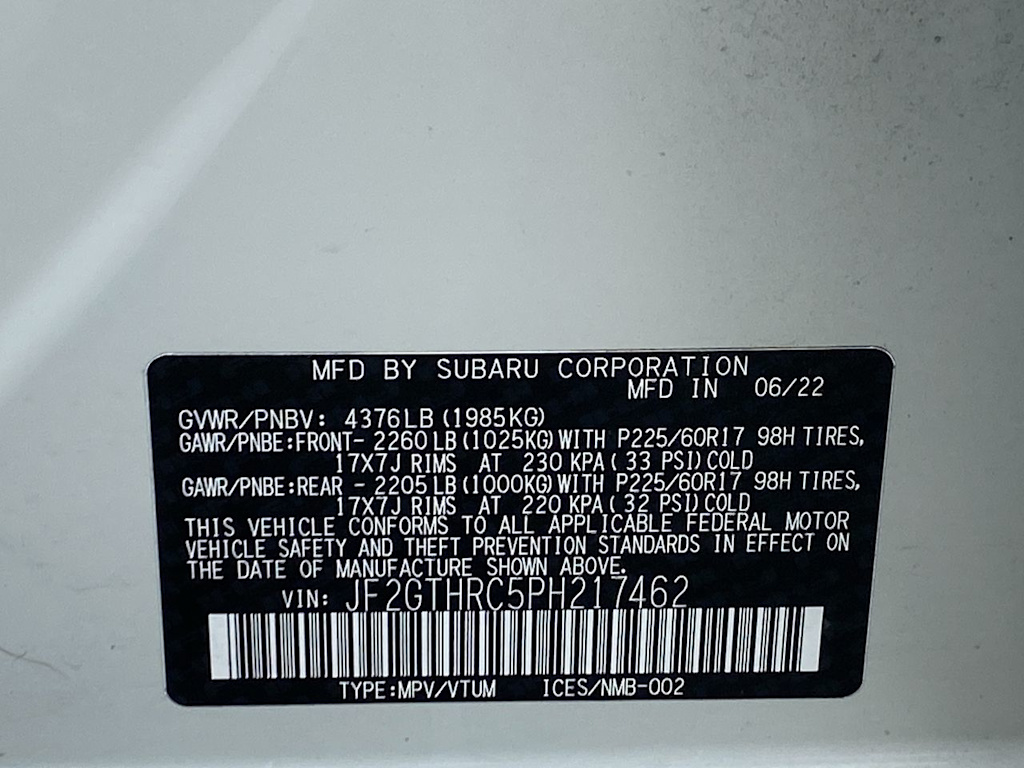 MFD BY SUBARU CORPORATION
MFD IN 06/22
GVWR/PNBV: 4376LB (1985KG)
GAWR/PNBE:FRONT- 2260LB (1025KG) WITH P225/60R17 98H TIRES,
17X7J RIMS AT 230 KPA ( 33 PSI) COLD
GAWR/PNBE:REAR - 2205LB (1000KG) WITH P225/60R17 98H TIRES,
17X7J RIMS AT 220 KPA ( 32 PSI) COLD
THIS VEHICLE CONFORMS TO ALL APPLICABLE FEDERAL MOTOR
VEHICLE SAFETY AND THEFT PREVENTION STANDARDS IN EFFECT ON
THE DATE OF MANUFACTURE SHOWN ABOVE.
VIN: JF2GTHRC5PH217462
TYPE:MPV/VTUM ICES/NMB-002